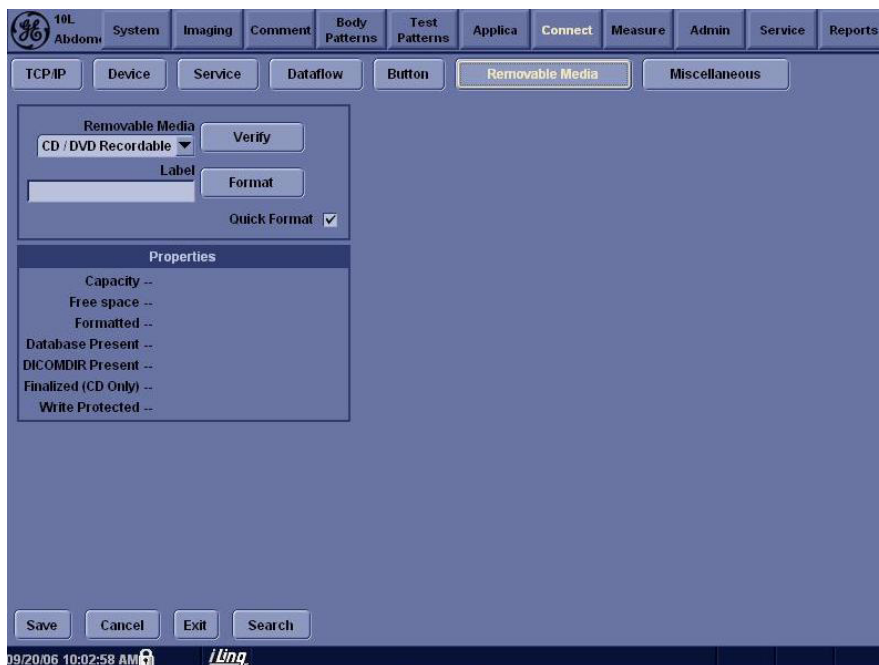 10L
Abdom
System
Imaging
Comment
Body Patterns
Test Patterns
Applica
Connect
Measure
Admin
Service
Reports
TCP/IP
Device
Service
Dataflow
Button
Removable Media
Miscellaneous
Removable Media
CD / DVD Recordable
Verify
Label
Format
Quick Format
Properties
Capacity --
Free space --
Formatted --
Database Present --
DICOMDIR Present --
Finalized (CD Only) --
Write Protected --
Save
Cancel
Exit
Search
09/20/06 10:02:58 AM
iLinq